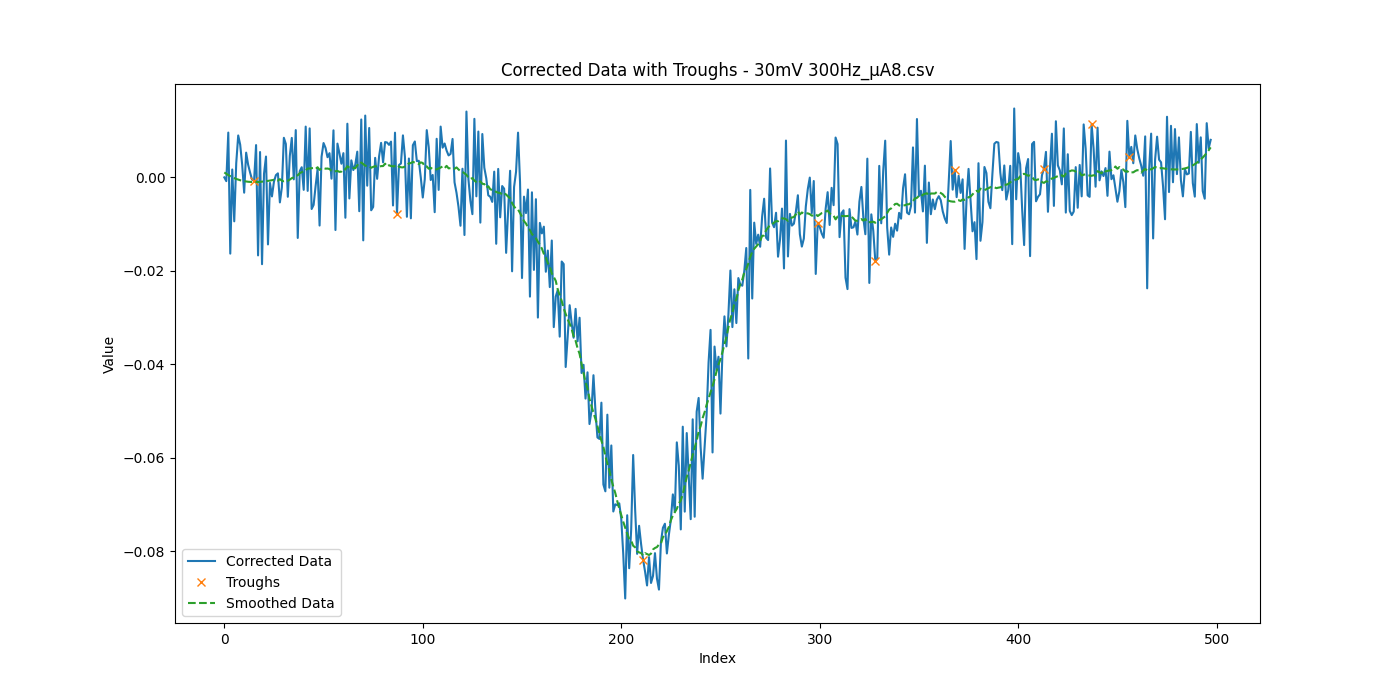 Corrected Data with Troughs - 30mV 300Hz_μA8.csv
0.00
−0.02
−0.04
−0.06
−0.08
Value
Corrected Data
Troughs
Smoothed Data
0 100 200 300 400 500
Index